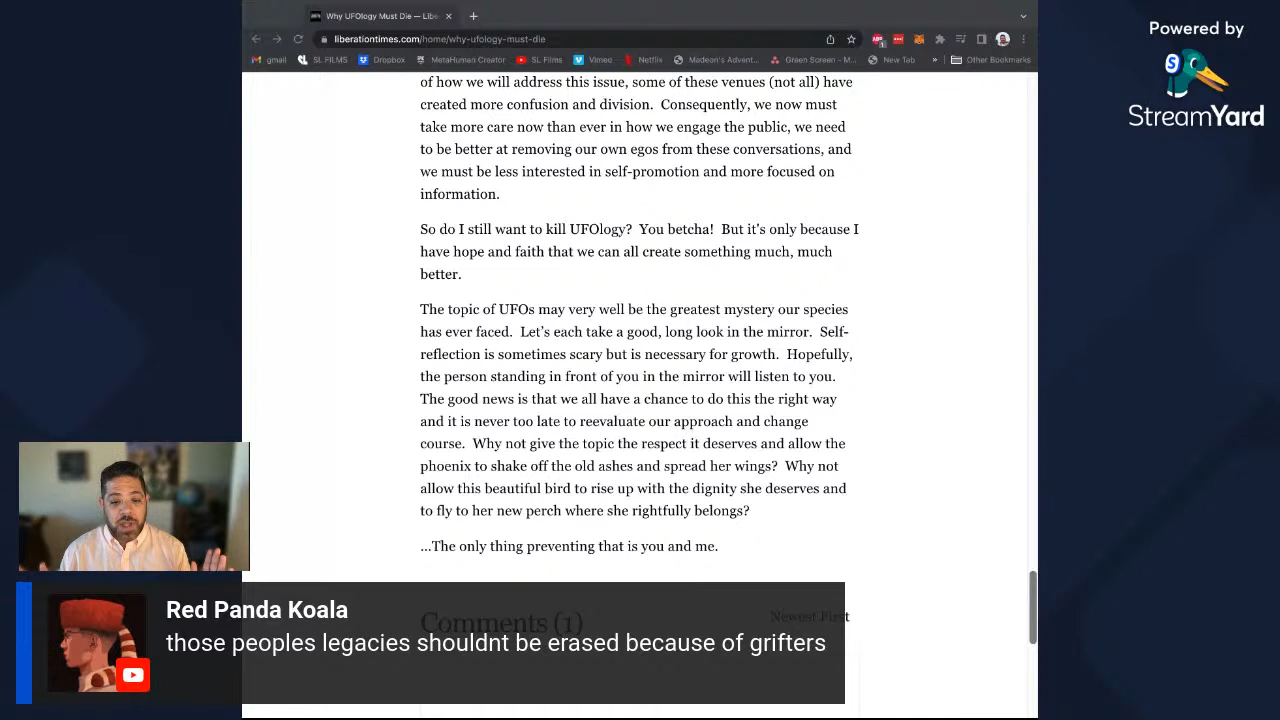 Why UFOlogy Must Die — Libe
liberationtimes.com/home/why-ufology-must-die
gmail
SL FILMS
Dropbox
MetaHuman Creator
SL Films
Vimeo
Netflix
Madeon's Advent...
Green Screen - M...
New Tab
»
Other Bookmarks
Powered by
StreamYard
of how we will address this issue, some of these venues (not all) have
created more confusion and division. Consequently, we now must
take more care now than ever in how we engage the public, we need
to be better at removing our own egos from these conversations, and
we must be less interested in self-promotion and more focused on
information.
So do I still want to kill UFOlogy? You betcha! But it's only because I
have hope and faith that we can all create something much, much
better.
The topic of UFOs may very well be the greatest mystery our species
has ever faced. Let's each take a good, long look in the mirror. Self-
reflection is sometimes scary but is necessary for growth. Hopefully,
the person standing in front of you in the mirror will listen to you.
The good news is that we all have a chance to do this the right way
and it is never too late to reevaluate our approach and change
course. Why not give the topic the respect it deserves and allow the
phoenix to shake off the old ashes and spread her wings? Why not
allow this beautiful bird to rise up with the dignity she deserves and
to fly to her new perch where she rightfully belongs?
...The only thing preventing that is you and me.
Comments (1)
Newest First
Red Panda Koala
those peoples legacies shouldnt be erased because of grifters